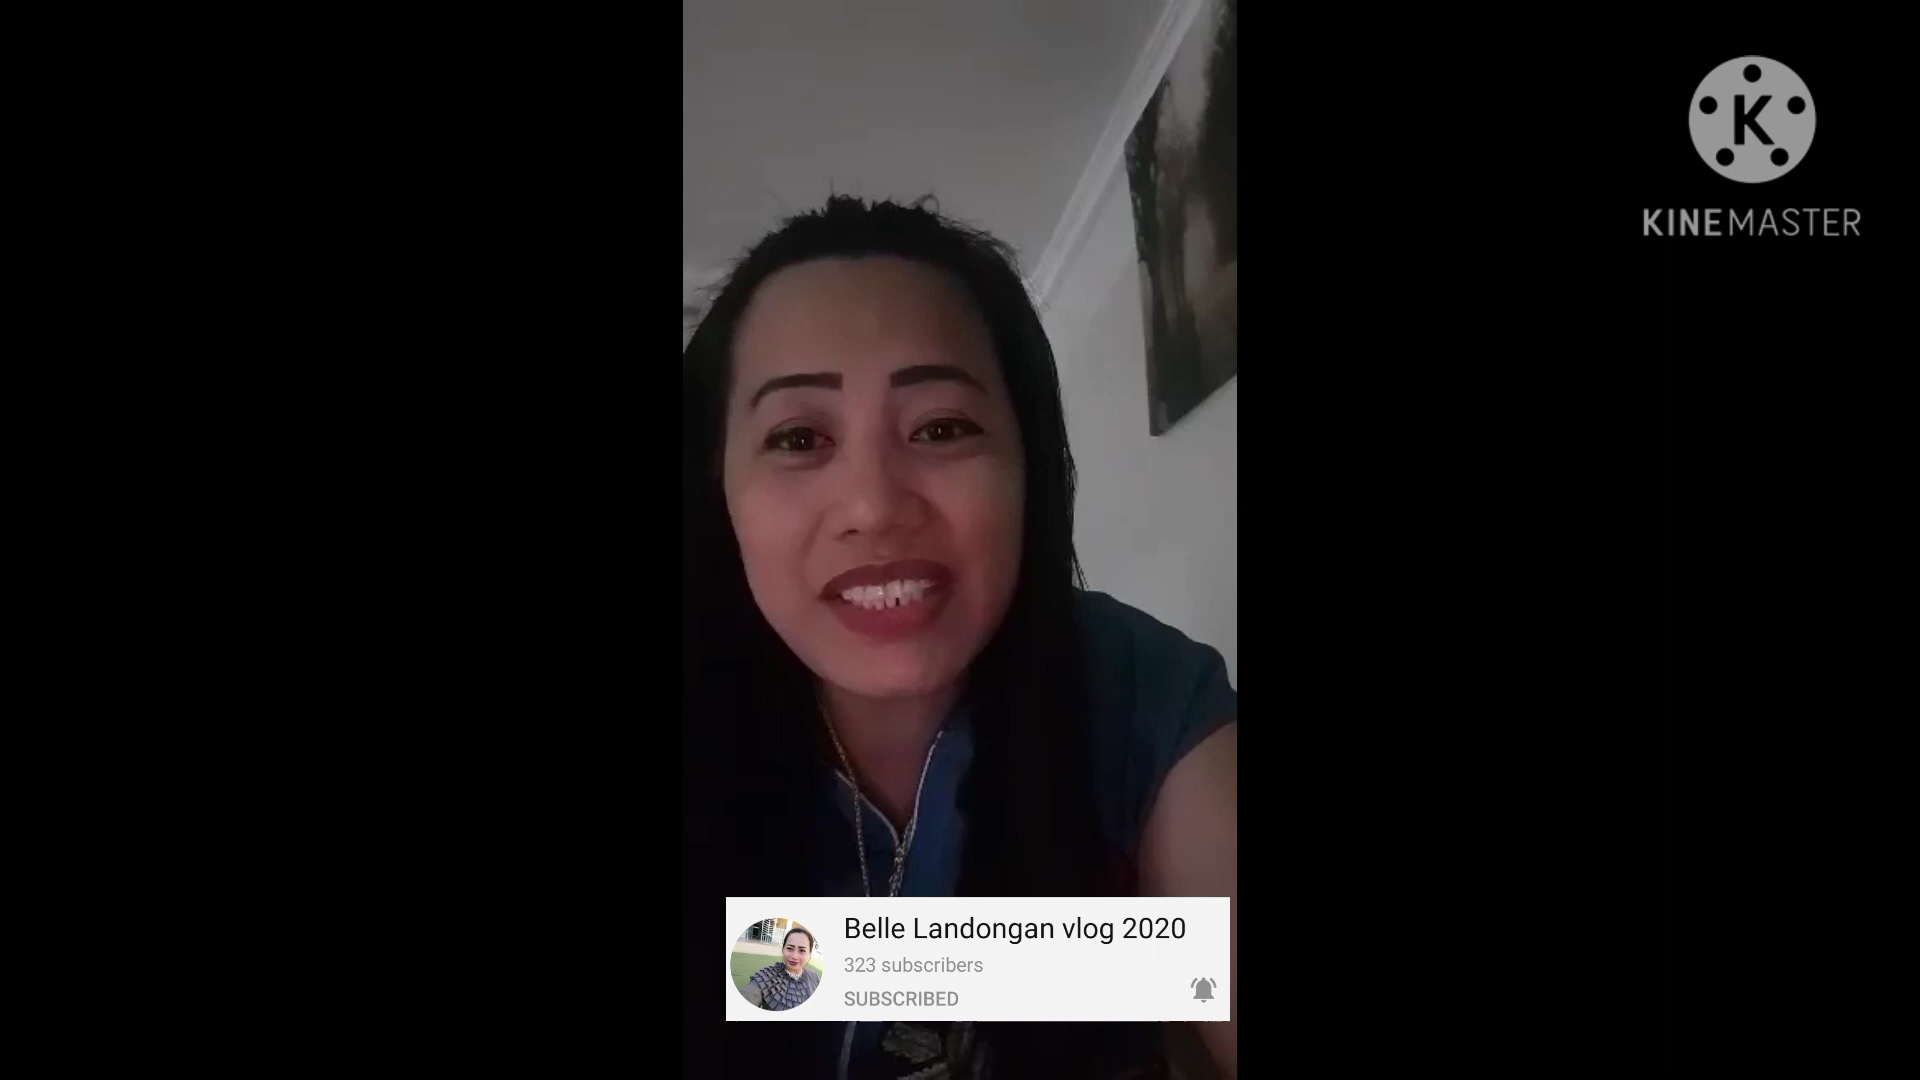 K
KINEMASTER
Belle Landongan vlog 2020
323 subscribers
SUBSCRIBED